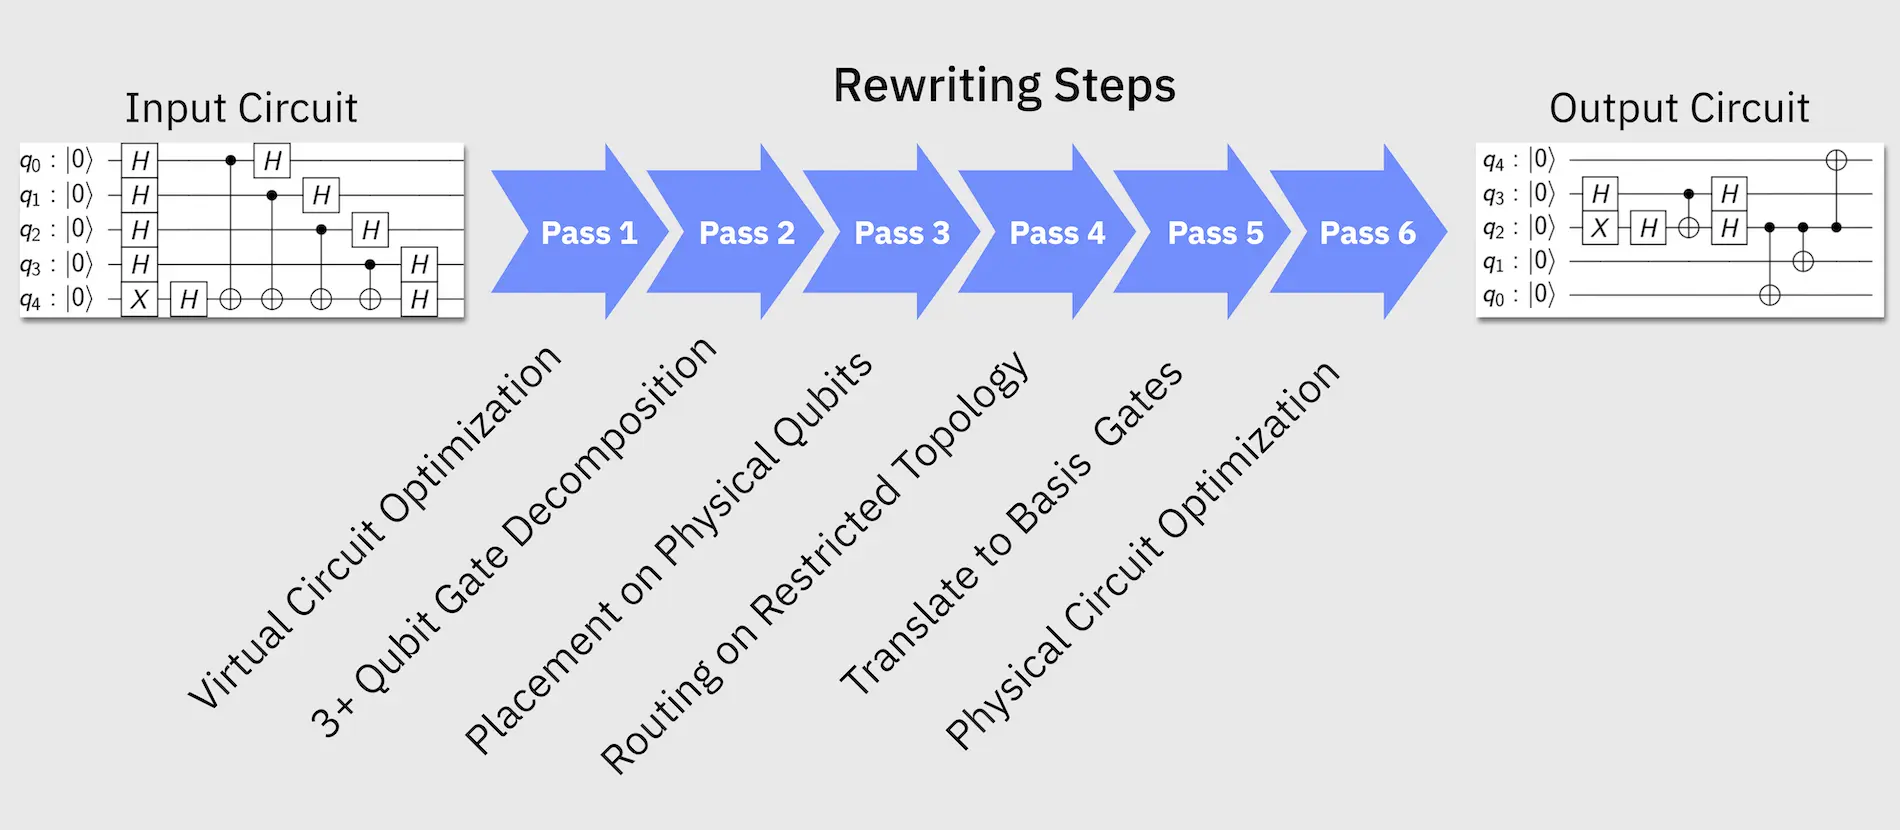 Rewriting Steps
Input Circuit
q0 : |0⟩ H H
q1 : |0⟩ H H
q2 : |0⟩ H H
q3 : |0⟩ H H
q4 : |0⟩ X H H
Pass 1
Pass 2
Pass 3
Pass 4
Pass 5
Pass 6
Output Circuit
q4 : |0⟩
q3 : |0⟩ H H
q2 : |0⟩ X H H
q1 : |0⟩
q0 : |0⟩
Virtual Circuit Optimization
3+ Qubit Gate Decomposition
Placement on Physical Qubits
Routing on Restricted Topology
Translate to Basis Gates
Physical Circuit Optimization